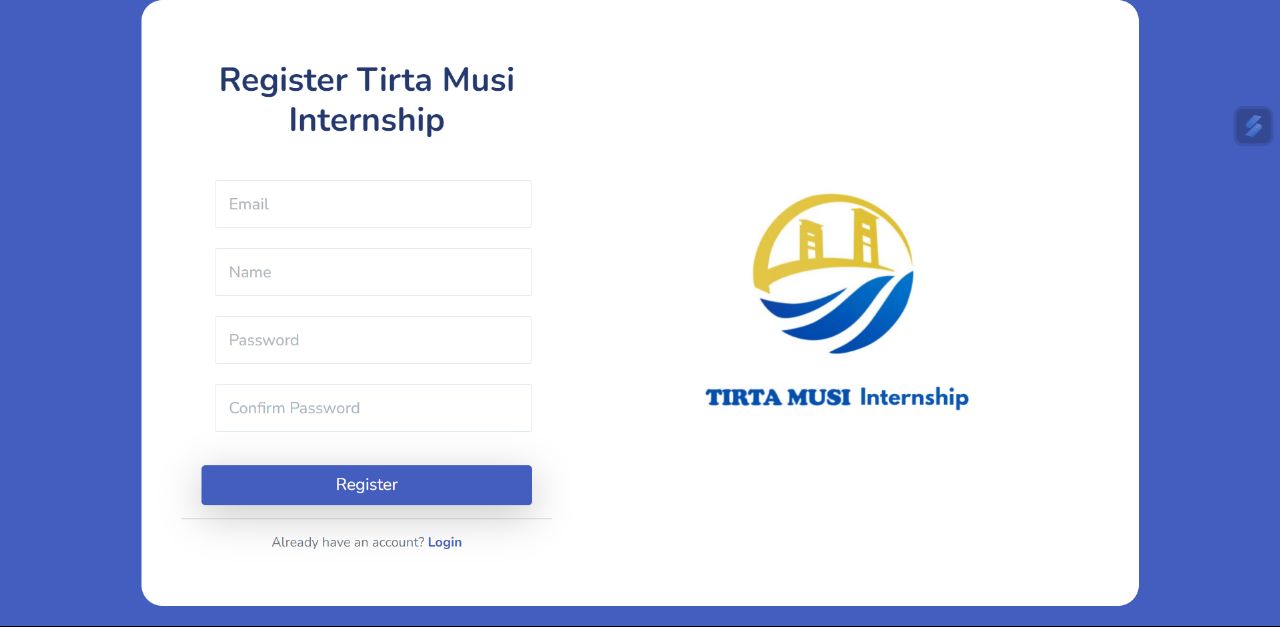 Register Tirta Musi
Internship
Email
Name
Password
Confirm Password
Register
Already have an account? Login
TIRTA MUSI Internship